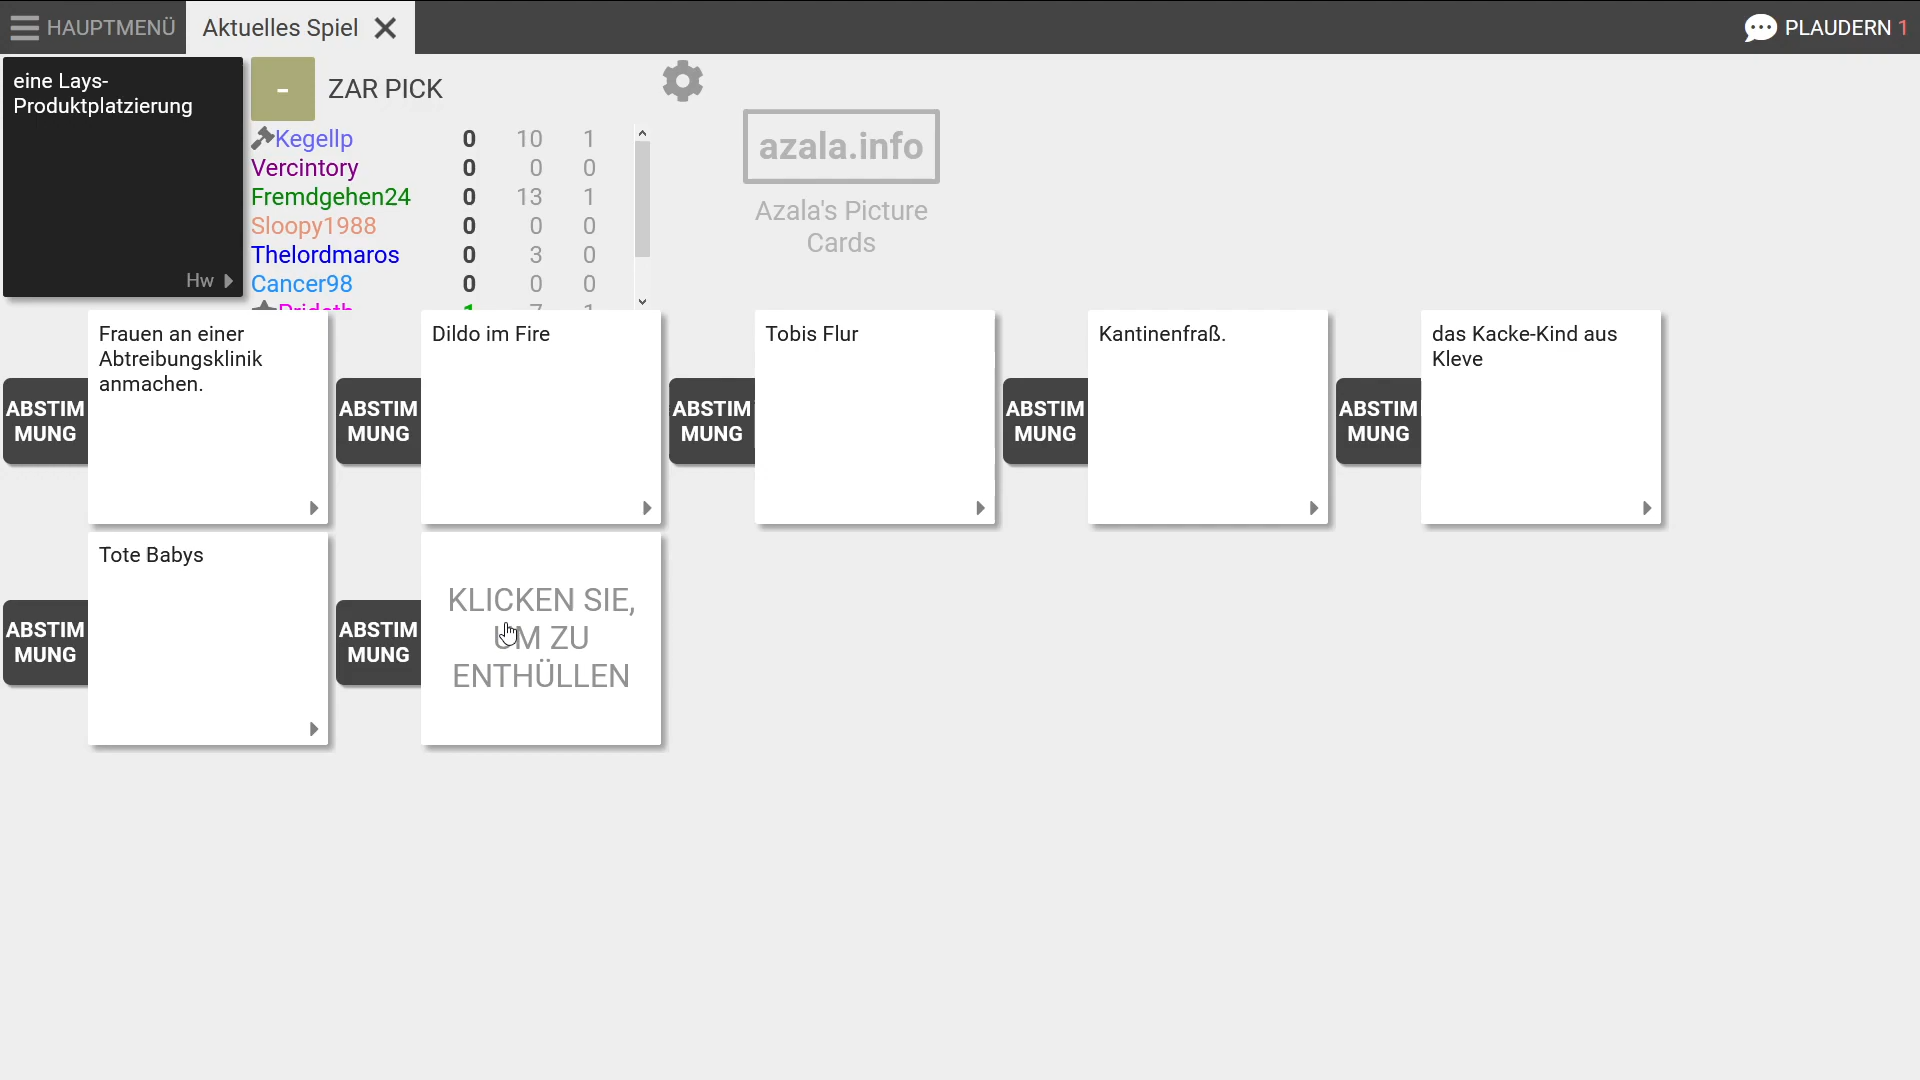 HAUPTMENÜ
Aktuelles Spiel
PLAUDERN 1
eine Lays-
Produktplatzierung
Hw
-
ZAR PICK
Kegellp 0 10 1
Vercintory 0 0 0
Fremdgehen24 0 13 1
Sloopy1988 0 0 0
Thelordmaros 0 3 0
Cancer98 0 0 0
azala.info
Azala's Picture
Cards
ABSTIM
MUNG
Frauen an einer
Abtreibungsklinik
anmachen.
ABSTIM
MUNG
Dildo im Fire
ABSTIM
MUNG
Tobis Flur
ABSTIM
MUNG
Kantinenfraß.
ABSTIM
MUNG
das Kacke-Kind aus
Kleve
ABSTIM
MUNG
Tote Babys
ABSTIM
MUNG
KLICKEN SIE,
UM ZU
ENTHÜLLEN